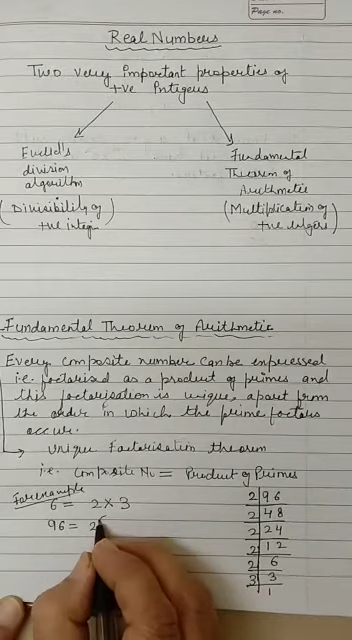 Page no.
Real Numbers
Two very important properties of
+ve Integers
Euclid's
division
algorithm
(Divisibility of
+ve integ)
Fundamental
Theorem of
Arithmetic
(Multiplication of
+ve integers)
Fundamental Theorem of Arithmetic
Every composite number can be expressed
i.e. factorised as a product of primes and
this factorisation is unique, apart from
the order in which the prime factors
occur.
→ Unique Factorisation theorem
i.e. Composite No = Product of Primes
For example
6 = 2 × 3
96 = 2
2 | 96
2 | 48
2 | 24
2 | 12
2 | 6
3 | 3
1